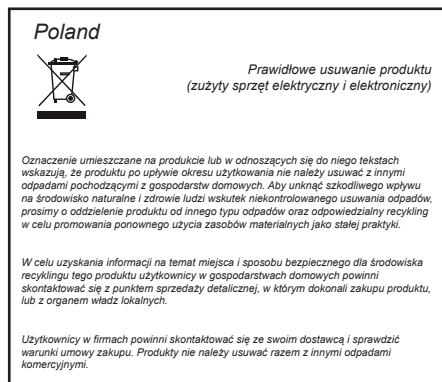 Poland
Prawidłowe usuwanie produktu
(zużyty sprzęt elektryczny i elektroniczny)
Oznaczenie umieszczane na produkcie lub w odnoszących się do niego tekstach
wskazują, że produktu po upływie okresu użytkowania nie należy usuwać z innymi
odpadami pochodzącymi z gospodarstw domowych. Aby uniknąć szkodliwego wpływu
na środowisko naturalne i zdrowie ludzi wskutek niekontrolowanego usuwania odpadów,
prosimy o oddzielenie produktu od innego typu odpadów oraz odpowiedzialny recykling
w celu promowania ponownego użycia zasobów materialnych jako stałej praktyki.
W celu uzyskania informacji na temat miejsca i sposobu bezpiecznego dla środowiska
recyklingu tego produktu użytkownicy w gospodarstwach domowych powinni
skontaktować się z punktem sprzedaży detalicznej, w którym dokonali zakupu produktu,
lub z organem władz lokalnych.
Użytkownicy w firmach powinni skontaktować się ze swoim dostawcą i sprawdzić
warunki umowy zakupu. Produkty nie należy usuwać razem z innymi odpadami
komercyjnymi.